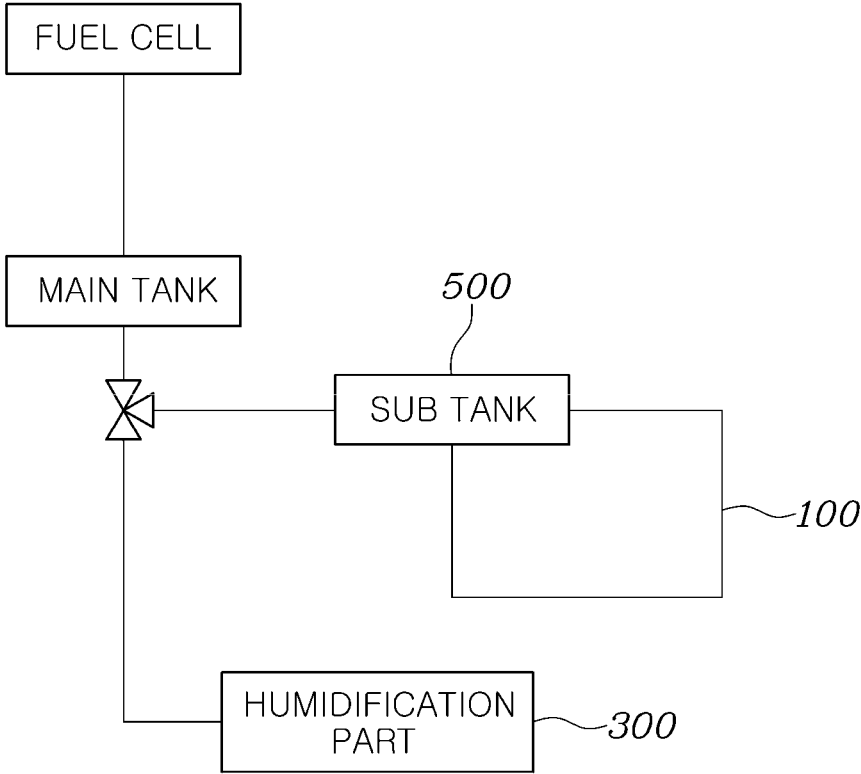 FUEL CELL
MAIN TANK
500
SUB TANK
100
HUMIDIFICATION
PART
300